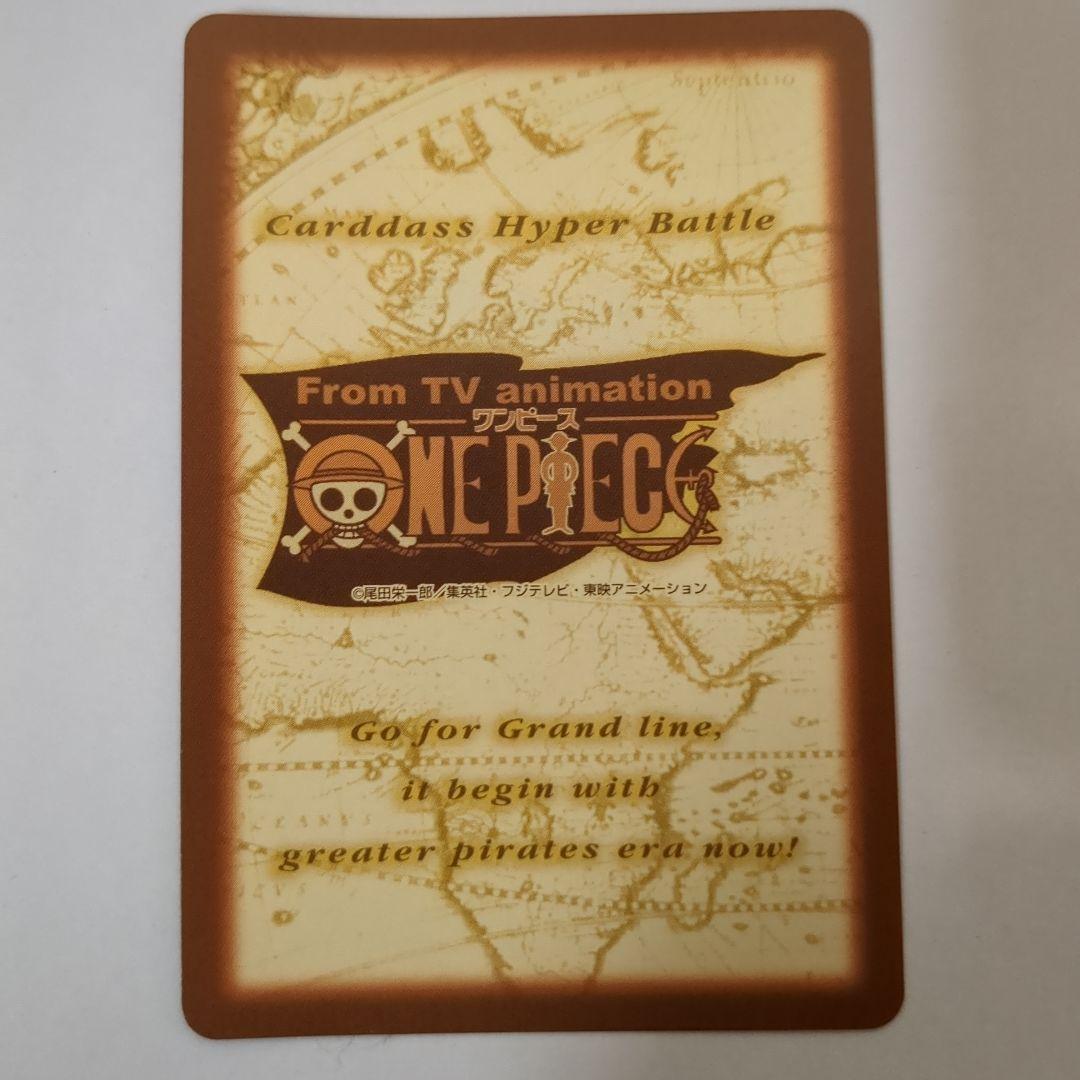 Septentrio
Carddass Hyper Battle
From TV animation
ワンピース
ONE PIECE
©尾田栄一郎／集英社・フジテレビ・東映アニメーション
Go for Grand line,
it begin with
greater pirates era now!